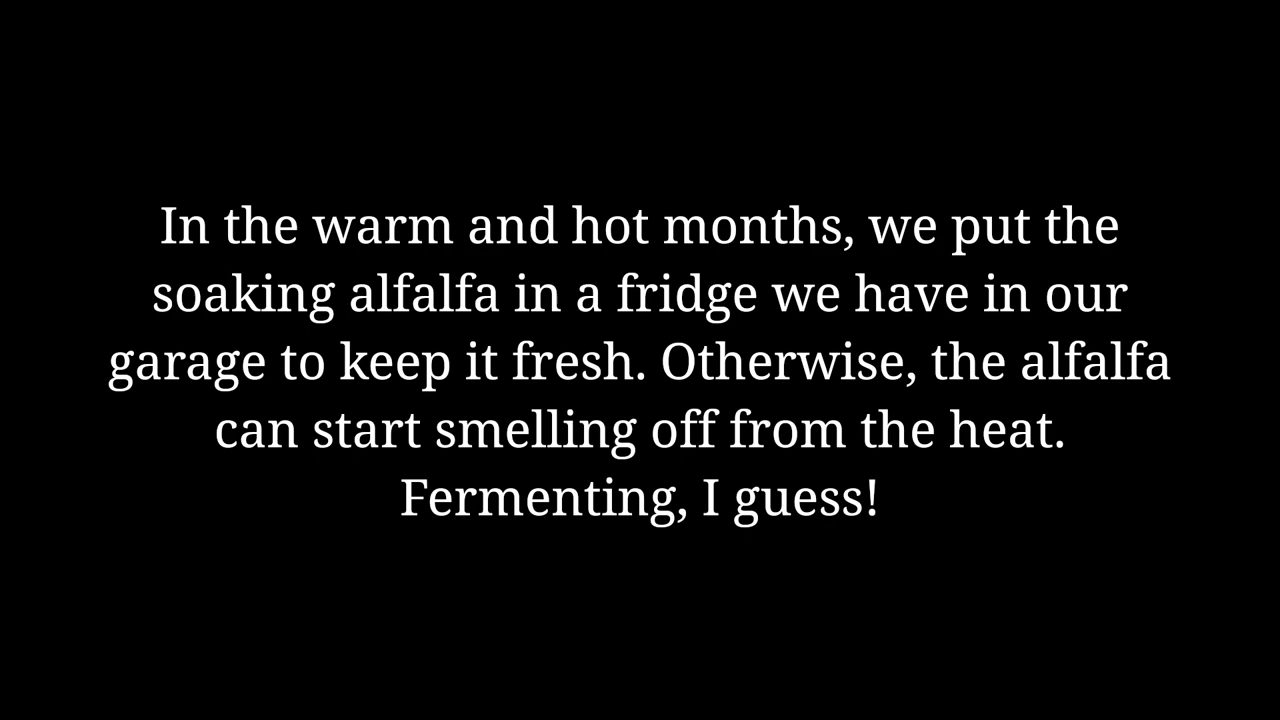 In the warm and hot months, we put the
soaking alfalfa in a fridge we have in our
garage to keep it fresh. Otherwise, the alfalfa
can start smelling off from the heat.
Fermenting, I guess!